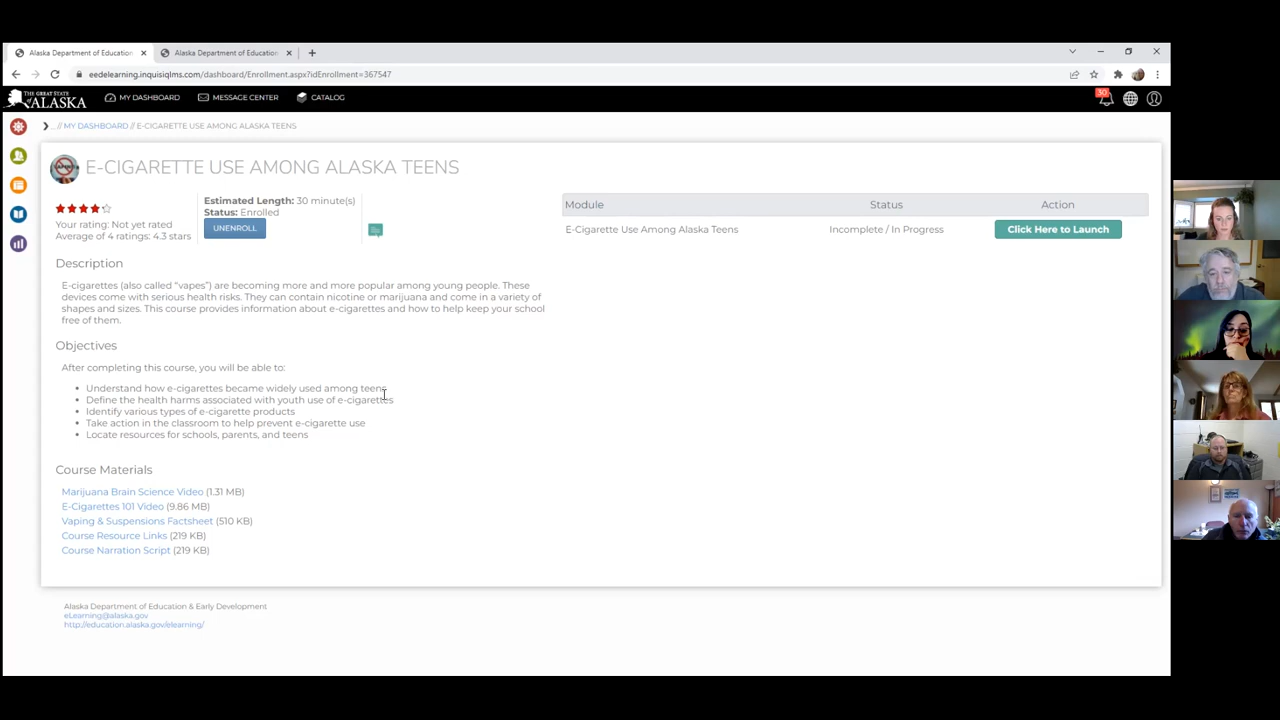 Alaska Department of Education
Alaska Department of Education
eedelearning.inquisiqlms.com/dashboard/Enrollment.aspx?idEnrollment=367547
THE GREAT STATE
of ALASKA
MY DASHBOARD
MESSAGE CENTER
CATALOG
30
... // MY DASHBOARD // E-CIGARETTE USE AMONG ALASKA TEENS
E-CIGARETTE USE AMONG ALASKA TEENS
Your rating: Not yet rated
Average of 4 ratings: 4.3 stars
Estimated Length: 30 minute(s)
Status: Enrolled
UNENROLL
Module Status Action
E-Cigarette Use Among Alaska Teens Incomplete / In Progress Click Here to Launch
Description
E-cigarettes (also called “vapes”) are becoming more and more popular among young people. These
devices come with serious health risks. They can contain nicotine or marijuana and come in a variety of
shapes and sizes. This course provides information about e-cigarettes and how to help keep your school
free of them.
Objectives
After completing this course, you will be able to:
• Understand how e-cigarettes became widely used among teens
• Define the health harms associated with youth use of e-cigarettes
• Identify various types of e-cigarette products
• Take action in the classroom to help prevent e-cigarette use
• Locate resources for schools, parents, and teens
Course Materials
Marijuana Brain Science Video (1.31 MB)
E-Cigarettes 101 Video (9.86 MB)
Vaping & Suspensions Factsheet (510 KB)
Course Resource Links (219 KB)
Course Narration Script (219 KB)
Alaska Department of Education & Early Development
eLearning@alaska.gov
http://education.alaska.gov/elearning/